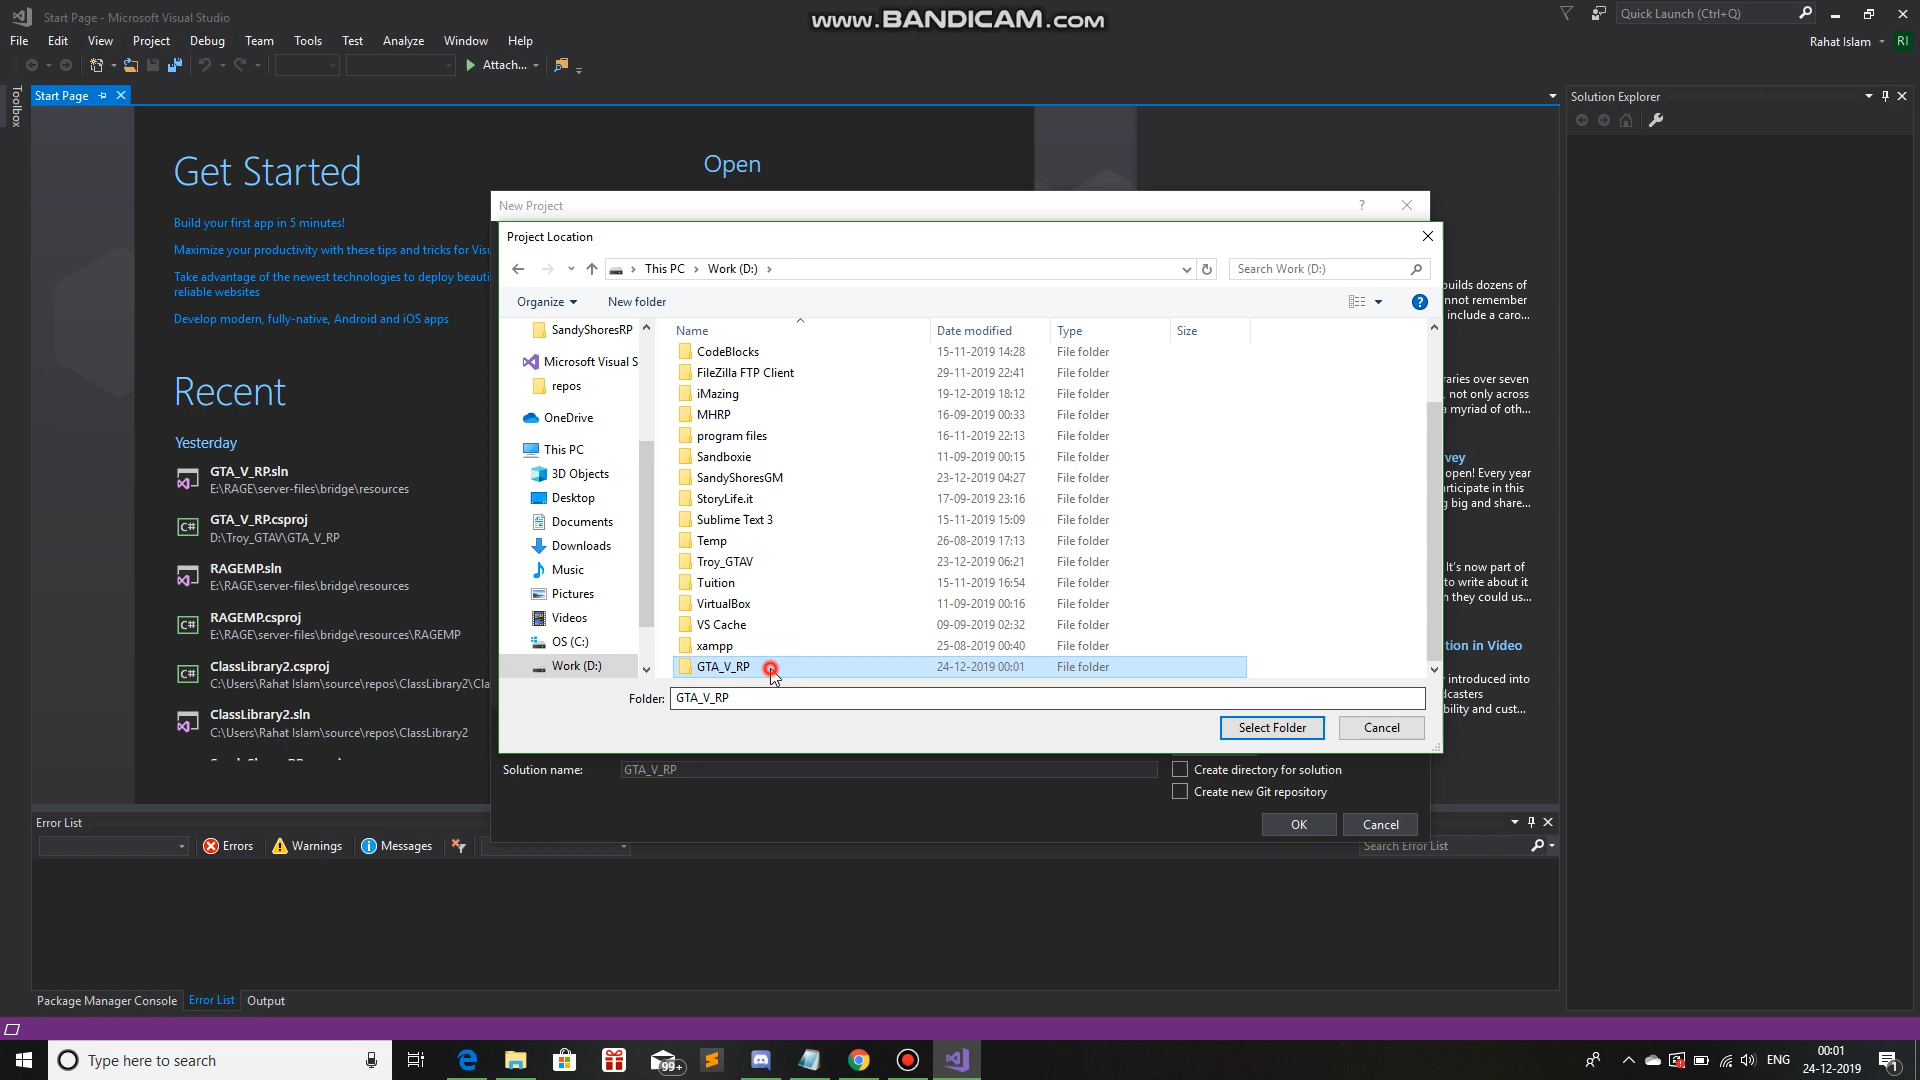 Start Page - Microsoft Visual Studio
www.BANDICAM.com
Quick Launch (Ctrl+Q)
File Edit View Project Debug Team Tools Test Analyze Window Help
Rahat Islam RI
Attach...
Toolbox
Start Page
Solution Explorer
Get Started
Open
Build your first app in 5 minutes!
Maximize your productivity with these tips and tricks for Visu
Take advantage of the newest technologies to deploy beauti
reliable websites
Develop modern, fully-native, Android and iOS apps
Recent
Yesterday
GTA_V_RP.sln
E:\RAGE\server-files\bridge\resources
GTA_V_RP.csproj
D:\Troy_GTAV\GTA_V_RP
RAGEMP.sln
E:\RAGE\server-files\bridge\resources
RAGEMP.csproj
E:\RAGE\server-files\bridge\resources\RAGEMP
ClassLibrary2.csproj
C:\Users\Rahat Islam\source\repos\ClassLibrary2\Cla
ClassLibrary2.sln
C:\Users\Rahat Islam\source\repos\ClassLibrary2
New Project
?
Project Location
This PC Work (D:)
Search Work (D:)
Organize New folder
Name Date modified Type Size
SandyShoresRP
Microsoft Visual S
repos
OneDrive
This PC
3D Objects
Desktop
Documents
Downloads
Music
Pictures
Videos
OS (C:)
Work (D:)
CodeBlocks 15-11-2019 14:28 File folder
FileZilla FTP Client 29-11-2019 22:41 File folder
iMazing 19-12-2019 18:12 File folder
MHRP 16-09-2019 00:33 File folder
program files 16-11-2019 22:13 File folder
Sandboxie 11-09-2019 00:15 File folder
SandyShoresGM 23-12-2019 04:27 File folder
StoryLife.it 17-09-2019 23:16 File folder
Sublime Text 3 15-11-2019 15:09 File folder
Temp 26-08-2019 17:13 File folder
Troy_GTAV 23-12-2019 06:21 File folder
Tuition 15-11-2019 16:54 File folder
VirtualBox 11-09-2019 00:16 File folder
VS Cache 09-09-2019 02:32 File folder
xampp 25-08-2019 00:40 File folder
GTA_V_RP 24-12-2019 00:01 File folder
Folder: GTA_V_RP
Select Folder Cancel
Solution name: GTA_V_RP
Create directory for solution
Create new Git repository
OK Cancel
builds dozens of
nnot remember
include a caro...
raries over seven
, not only across
a myriad of oth...
vey
open! Every year
articipate in this
g big and share...
It's now part of
to write about it
n they could us...
tion in Video
introduced
casters
bility and cust...
Error List
Errors Warnings Messages
Search Error List
Package Manager Console Error List Output
Type here to search
99+
ENG
00:01
24-12-2019
1